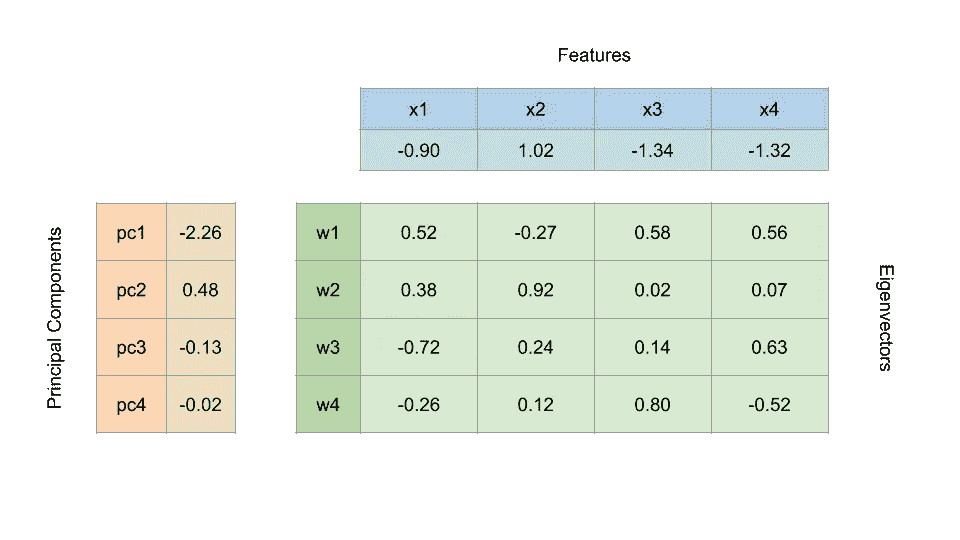 Features
x1 x2 x3 x4
-0.90 1.02 -1.34 -1.32
Principal Components
pc1 -2.26 w1 0.52 -0.27 0.58 0.56
pc2 0.48 w2 0.38 0.92 0.02 0.07
pc3 -0.13 w3 -0.72 0.24 0.14 0.63
pc4 -0.02 w4 -0.26 0.12 0.80 -0.52
Eigenvectors